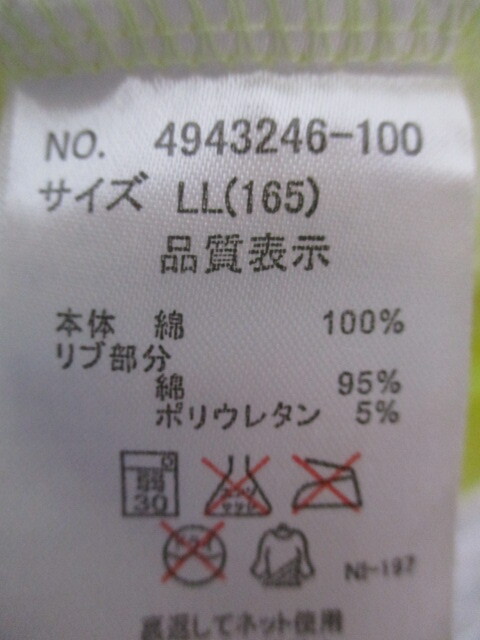 NO. 4943246-100
サイズ LL(165)
品質表示
本体 綿 100%
リブ部分
綿 95%
ポリウレタン 5%
弱
30
NI-197
裏返してネット使用